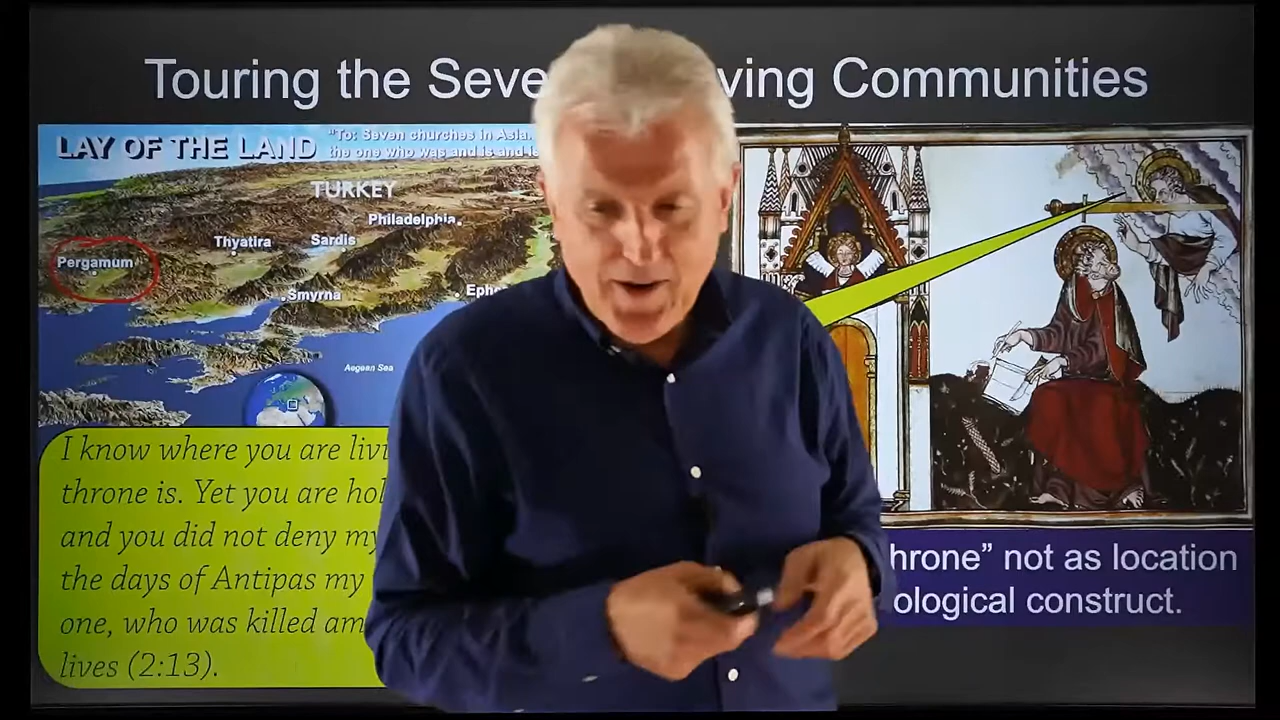 Touring the Seve ving Communities
LAY OF THE LAND
"To: Seven churches in Asia.
the one who was and is and is
TURKEY
Philadelphia
Thyatira
Sardis
Pergamum
Smyrna
Ephe
Aegean Sea
I know where you are livi
throne is. Yet you are hol
and you did not deny my
the days of Antipas my
one, who was killed am
lives (2:13).
hrone” not as location
ological construct.